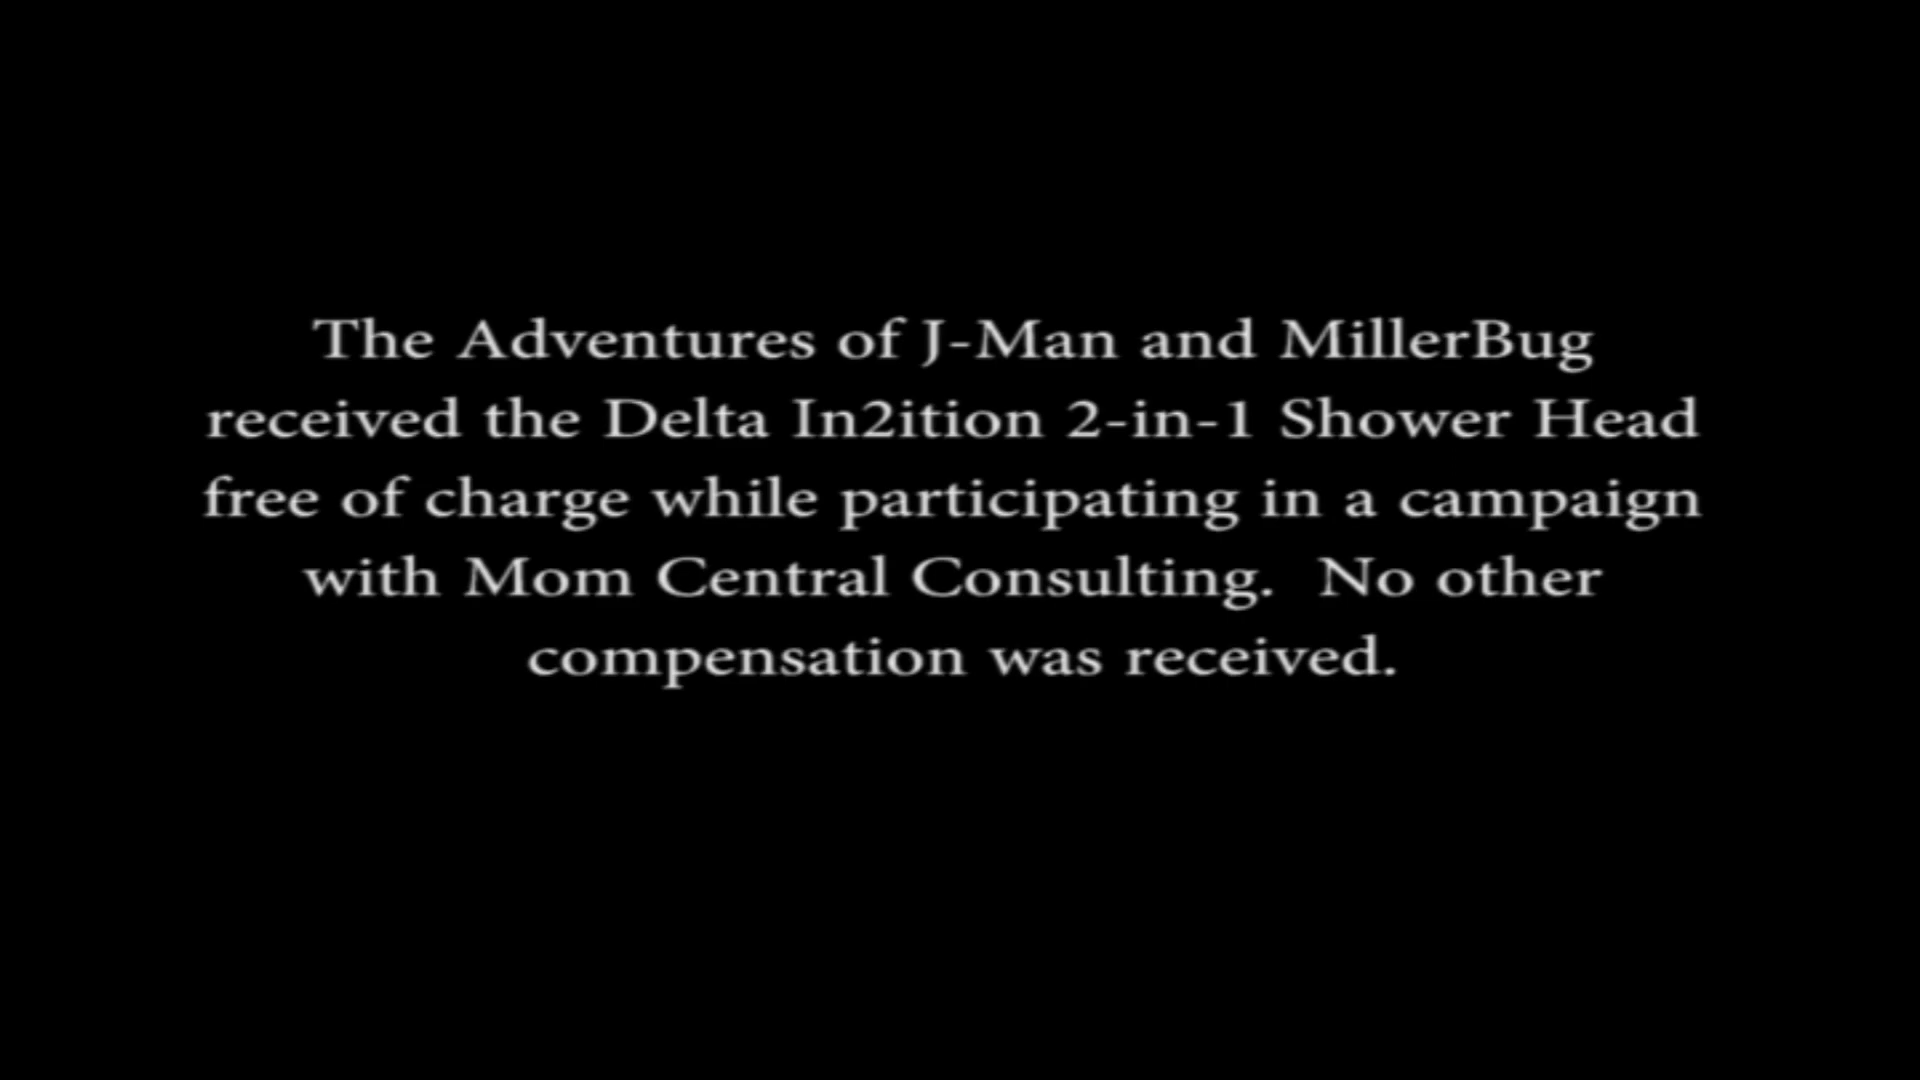 The Adventures of J-Man and MillerBug
received the Delta In2ition 2-in-1 Shower Head
free of charge while participating in a campaign
with Mom Central Consulting.  No other
compensation was received.